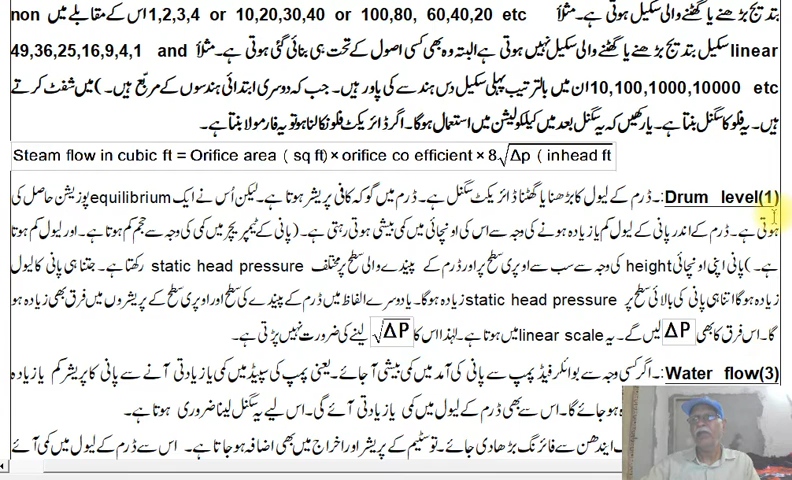 بتدیج بڑھنے یا گھٹنے والی سکیل ہوتی ہے۔ مثلاً 1,2,3,4 or 10,20,30,40 or 100,80, 60,40,20 etc اس کے مقابلے میں non
linear سکیل بتدیج بڑھنے یا گھٹنے والی سکیل نہیں ہوتی ہے البتہ وہ بھی کسی اصول کے تحت ہی بنائی گئی ہوتی ہے۔ مثلاً 49,36,25,16,9,4,1 and
10,100,1000,10000 etc ان میں بالترتیب پہلی سکیل دس ہندسے کی پاور ہیں۔ جب کہ دوسری ابتدائی ہندسوں کے مربع ہیں۔ ) میں شفٹ کرتے
ہیں۔ یہ فلو کا سگنل بنتا ہے۔ یا رکھیں کہ یہ سگنل بعد میں کیلکولیشن میں استعمال ہوگا۔ اگر ڈائریکٹ فلو نکالنا ہو تو یہ فارمولا بنتا ہے۔
Steam flow in cubic ft = Orifice area ( sq ft) × orifice co efficient × 8√Δp ( in head ft
Drum level(1):۔ ڈرم کے لیول کا بڑھنا یا گھٹنا ڈائریکٹ سگنل ہے۔ ڈرم میں گو کہ کافی پریشر ہوتا ہے۔ لیکن اُس نے ایک equilibrium پوزیشن حاصل کی
ہوتی ہے۔ ڈرم کے اندر پانی کے لیول کم یا زیادہ ہونے کی وجہ سے اس کی اونچائی میں کمی بیشی ہوتی رہتی ہے۔ ( پانی کے ٹیمپریچر میں کمی کی وجہ سے حجم کم ہوتا ہے۔ اور لیول کم ہوتا
ہے۔ ) پانی اپنی اونچائی height کی وجہ سے سب سے اوپری سطح پر اور ڈرم کے پیندے والی سطح پر مختلف static head pressure رکھتا ہے۔ جتنا ہی پانی کا لیول
زیادہ ہوگا اتنا ہی پانی کی بالائی سطح پر static head pressure زیادہ ہوگا۔ یا دوسرے الفاظ میں ڈرم کے پیندے کی سطح اور اوپری سطح کے پریشروں میں فرق بھی زیادہ ہو
گا۔ اس فرق کا بھی ΔP لیں گے۔ یہ linear scale میں ہوتا ہے۔ لہٰذا اس کا √ΔP لینے کی ضرورت نہیں پڑتی ہے۔
Water flow(3):۔ اگر کسی وجہ سے بوائلر فیڈ پمپ سے پانی کی آمد میں کمی بیشی آ جائے۔ یعنی پمپ کی سپیڈ میں کمی یا زیادتی آنے سے پانی کا پریشر کم یا زیادہ
ہو جائے گا۔ اس سے بھی ڈرم کے لیول میں کمی یا زیادتی آئے گی۔ اس لیے یہ سگنل لینا ضروری ہوتا ہے۔
ایندھن سے فائرنگ بڑھا دی جائے۔ تو سٹیم کے پریشر اور اخراج میں بھی اضافہ ہو جاتا ہے۔ اس سے ڈرم کے لیول میں کمی آئے